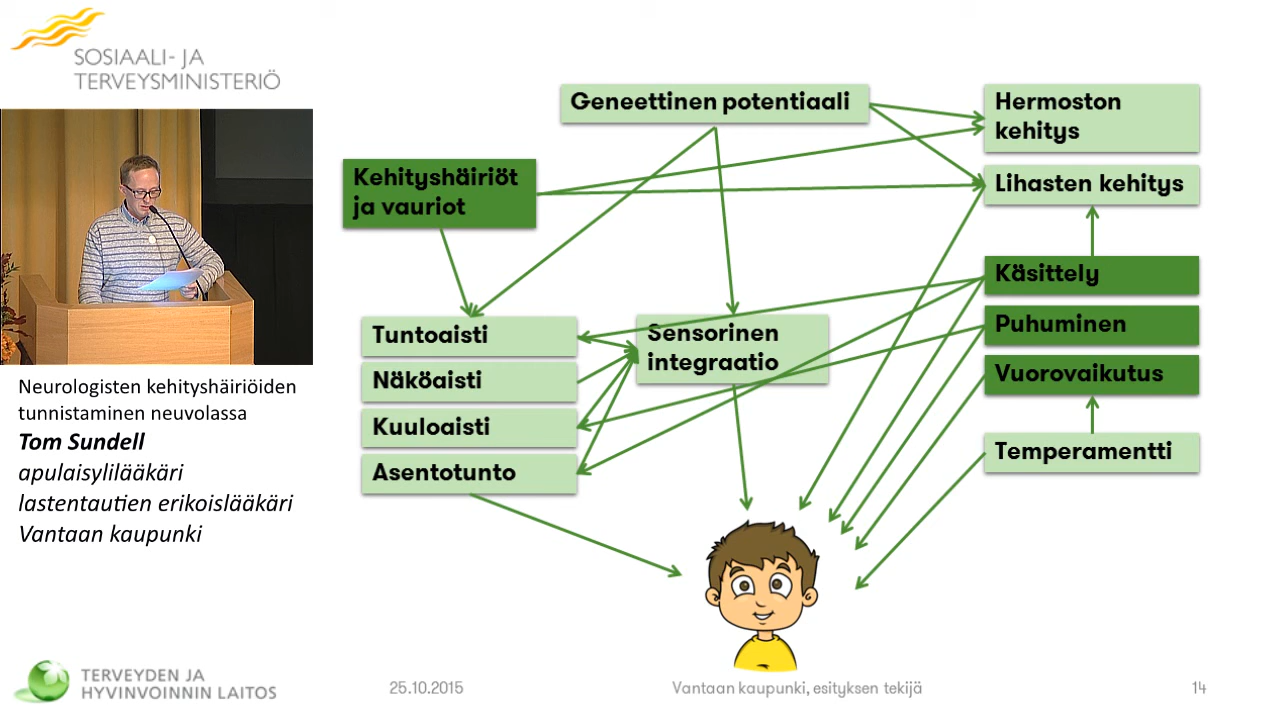 SOSIAALI- JA
TERVEYSMINISTERIÖ
Neurologisten kehityshäiriöiden
tunnistaminen neuvolassa
Tom Sundell
apulaisylilääkäri
lastentautien erikoislääkäri
Vantaan kaupunki
TERVEYDEN JA
HYVINVOINNIN LAITOS
Geneettinen potentiaali
Hermoston
kehitys
Kehityshäiriöt
ja vauriot
Lihasten kehitys
Käsittely
Puhuminen
Vuorovaikutus
Temperamentti
Tuntoaisti
Näköaisti
Kuuloaisti
Asentotunto
Sensorinen
integraatio
25.10.2015
Vantaan kaupunki, esityksen tekijä
14